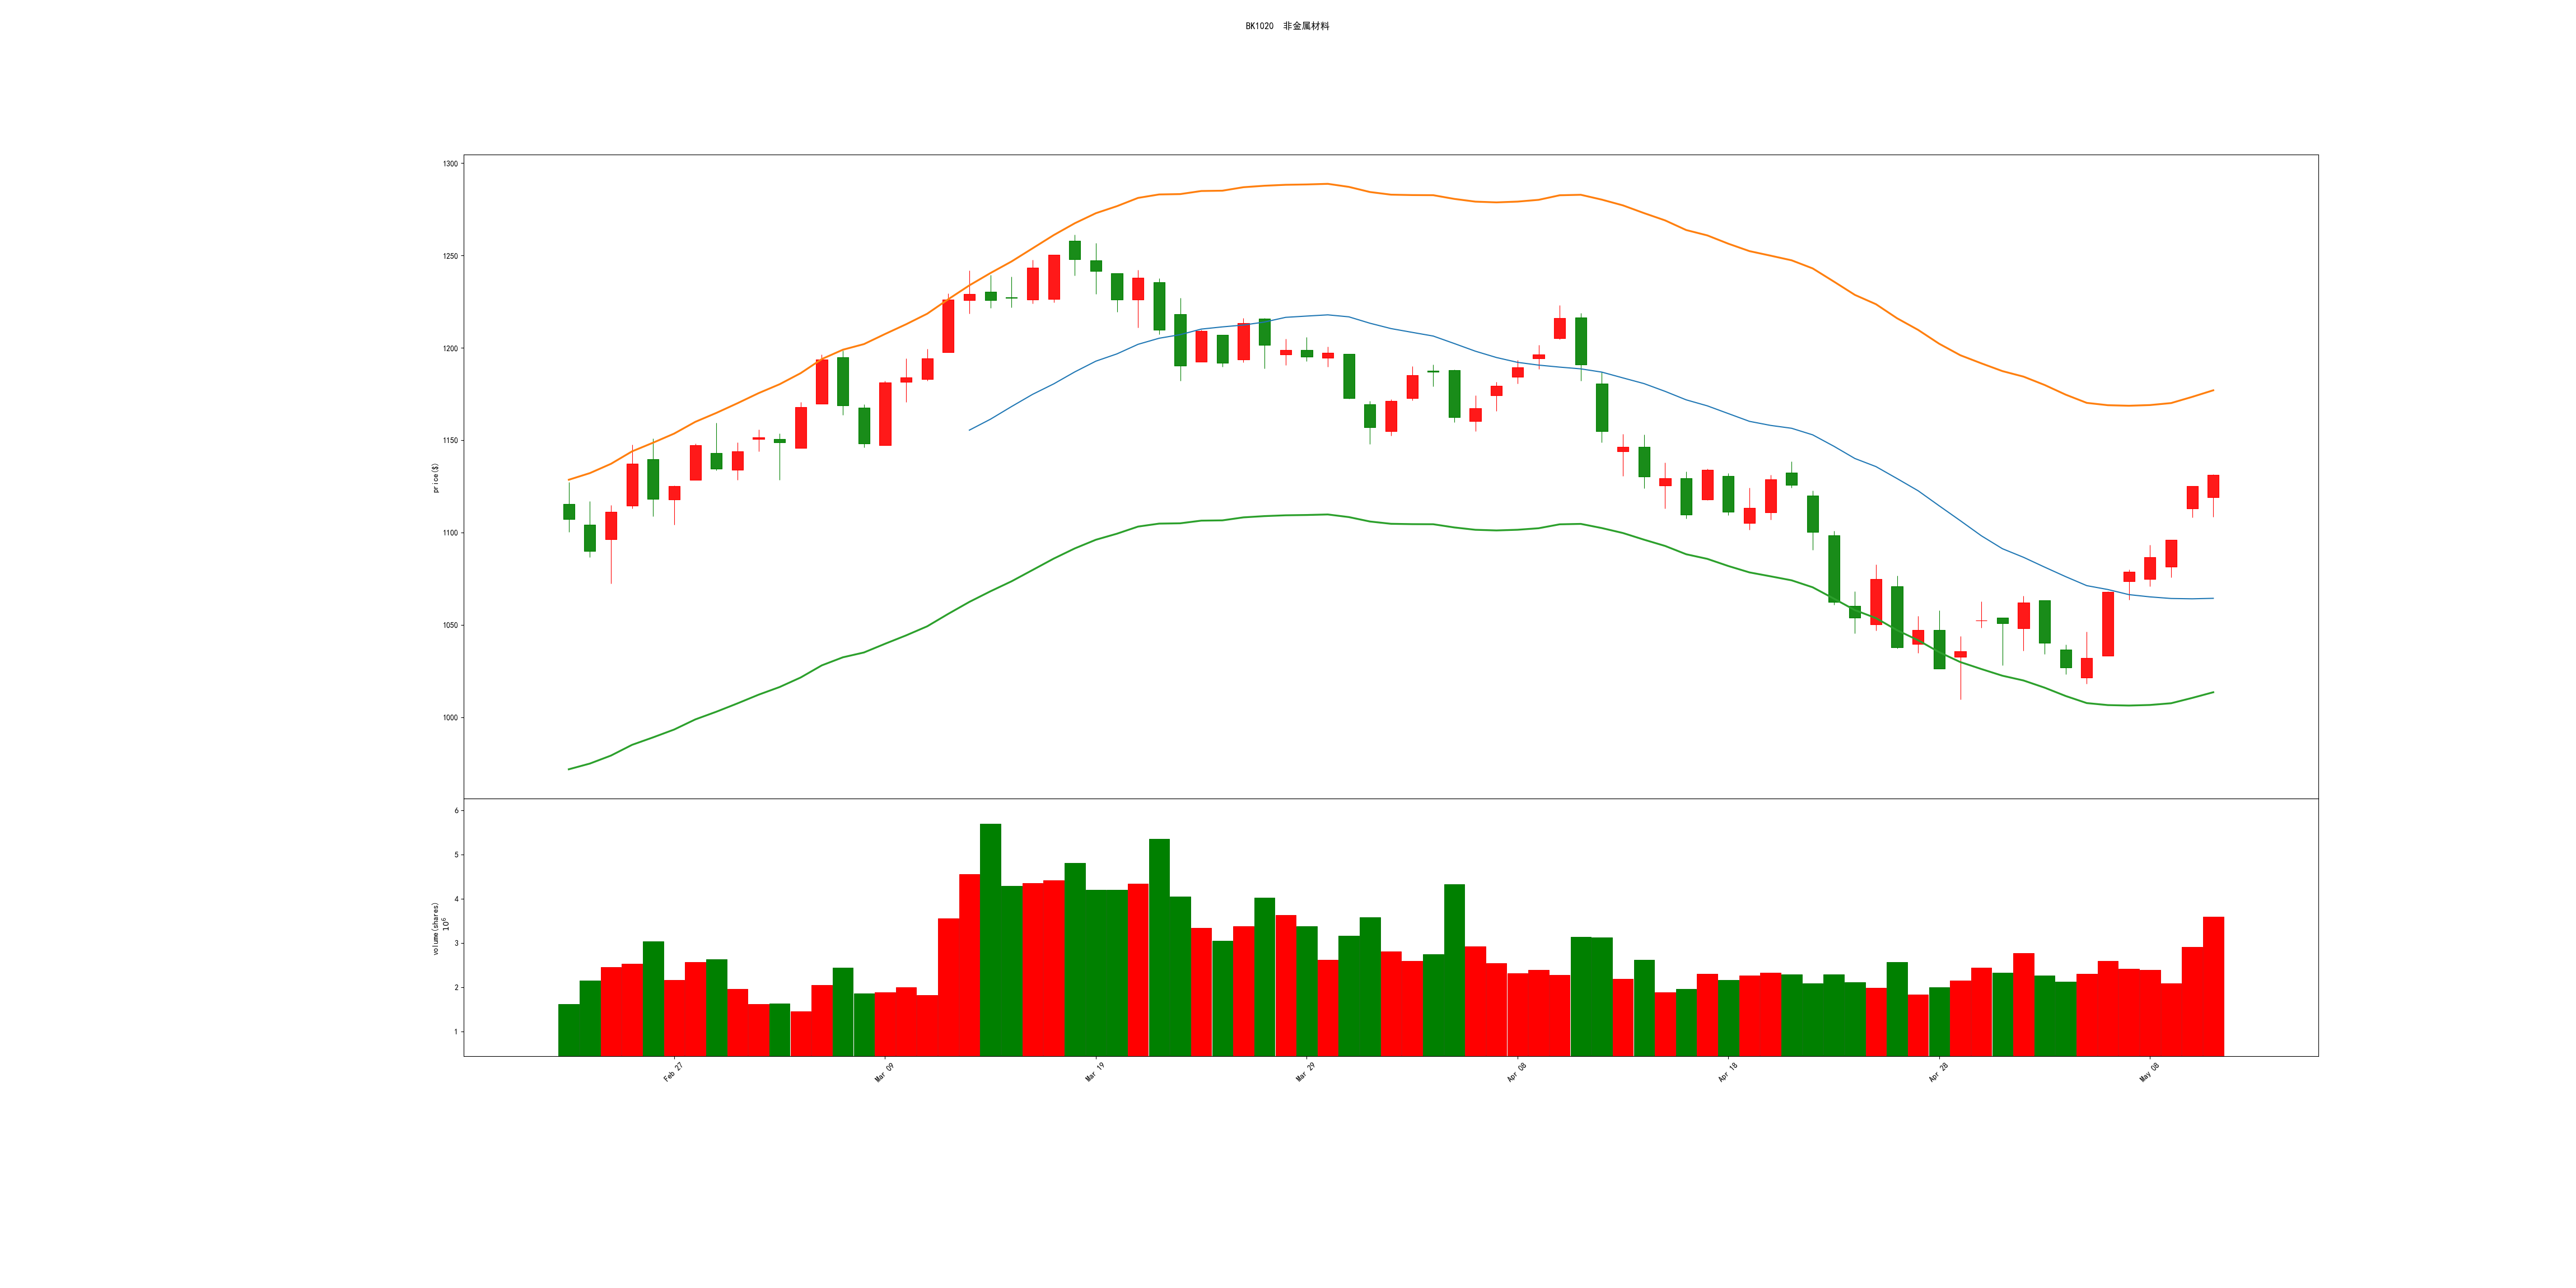 BK1020 非金属材料
1300
1250
1200
1150
1100
1050
1000
price($)
6
5
4
3
2
1
volume(shares)
10^6
Feb 27
Mar 09
Mar 19
Mar 29
Apr 08
Apr 18
Apr 28
May 08